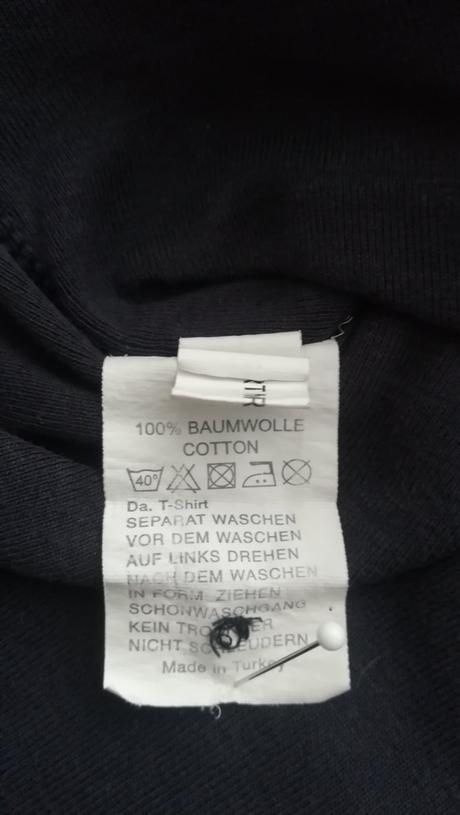 100% BAUMWOLLE
COTTON
40°
Da. T-Shirt
SEPARAT WASCHEN
VOR DEM WASCHEN
AUF LINKS DREHEN
NACH DEM WASCHEN
IN FORM ZIEHEN
SCHONWASCHGANG
KEIN
NICHT SCHLEUDERN
Made in Turkey